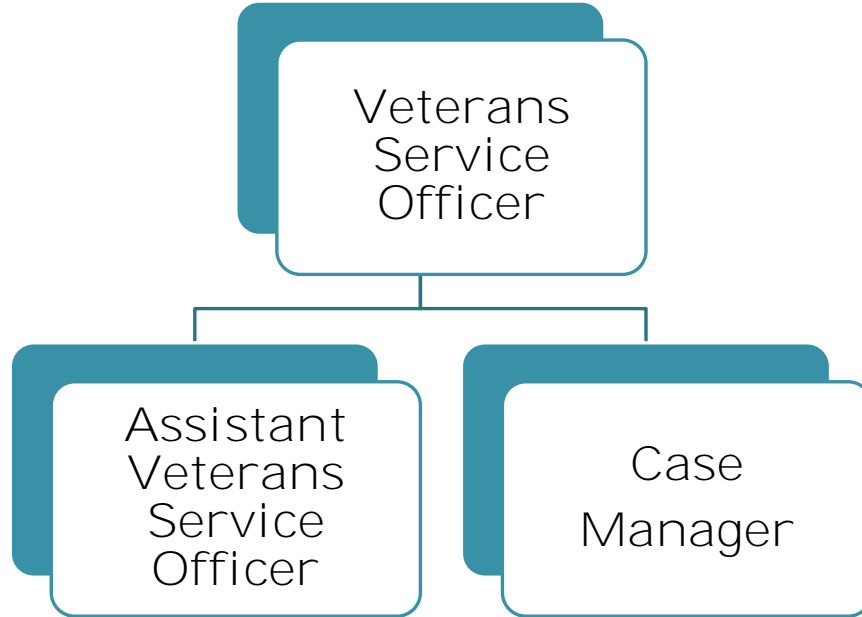 Veterans
Service
Officer
Assistant
Veterans
Service
Officer
Case
Manager